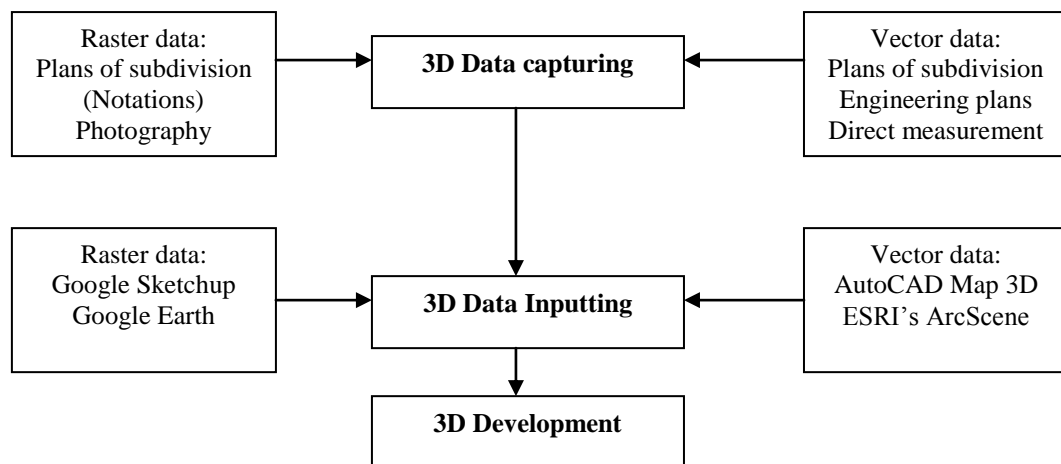 Raster data:
Plans of subdivision
(Notations)
Photography
3D Data capturing
Vector data:
Plans of subdivision
Engineering plans
Direct measurement
Raster data:
Google Sketchup
Google Earth
3D Data Inputting
Vector data:
AutoCAD Map 3D
ESRI's ArcScene
3D Development